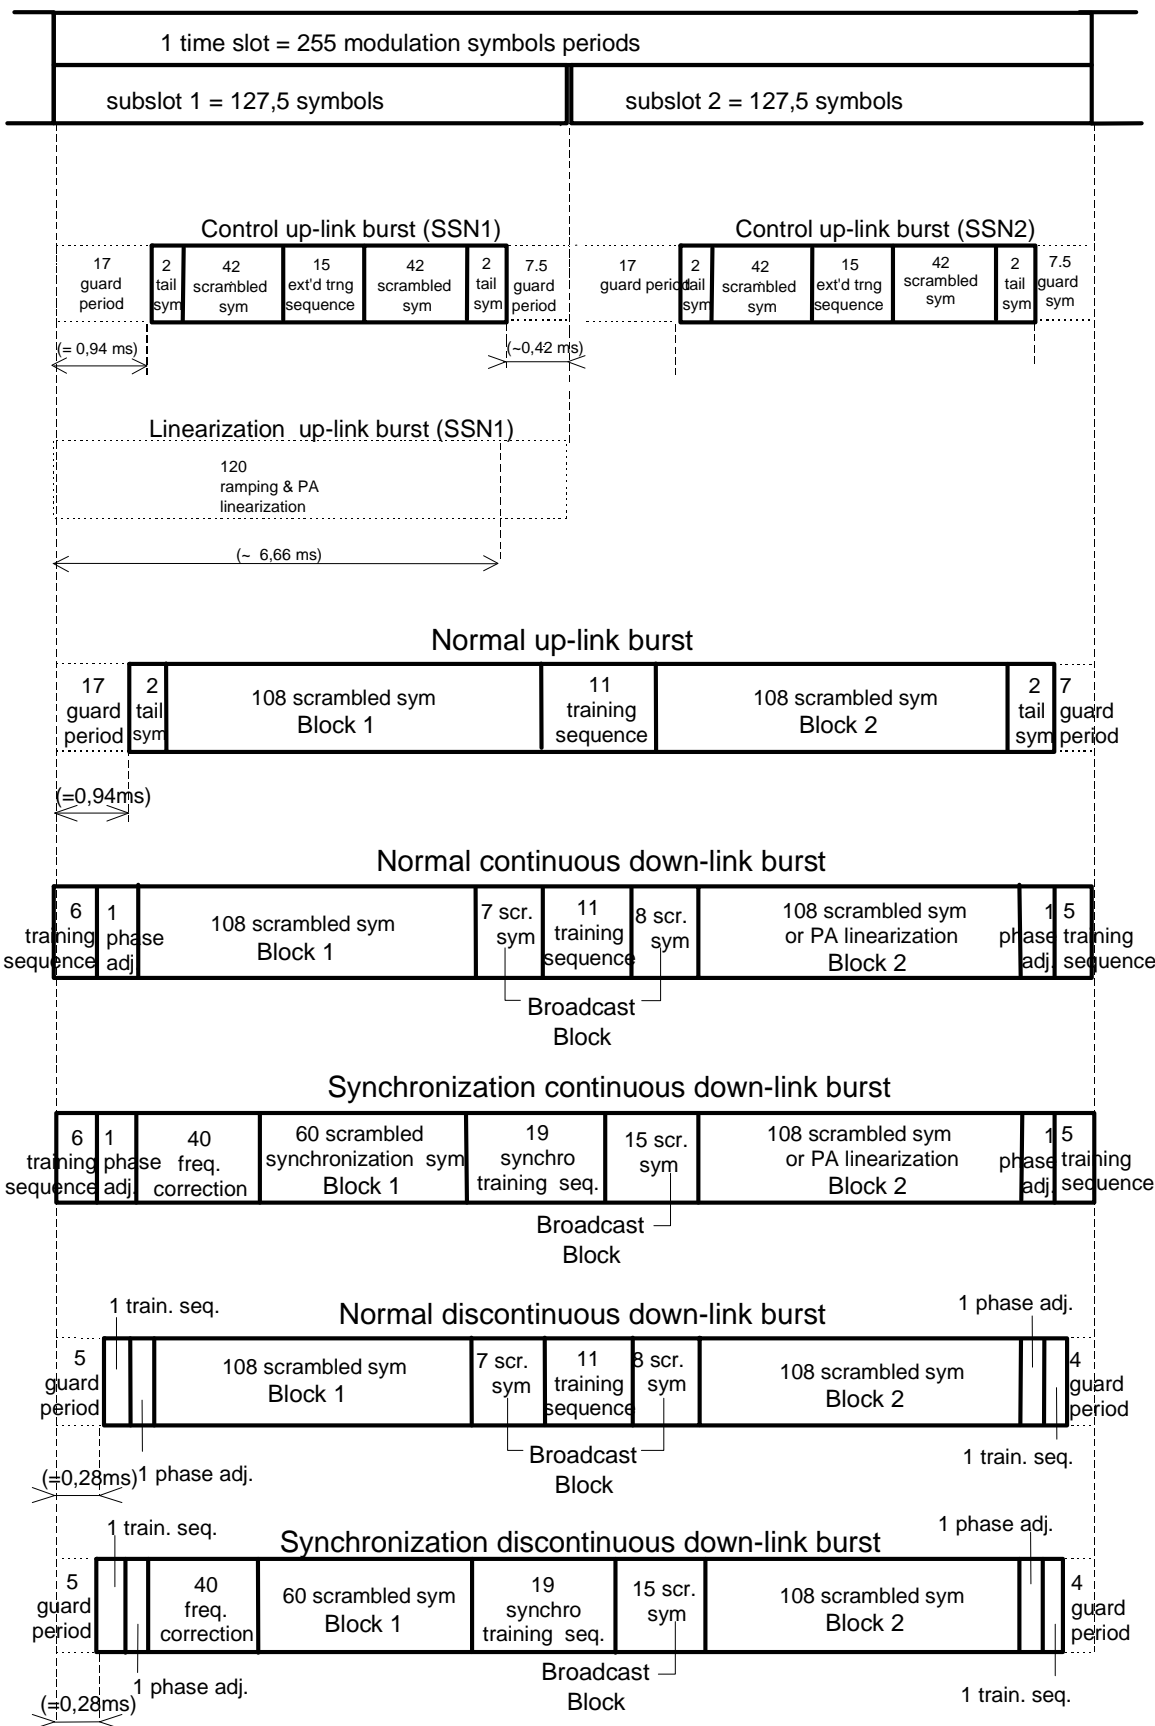 1 time slot = 255 modulation symbols periods
subslot 1 = 127,5 symbols
subslot 2 = 127,5 symbols
Control up-link burst (SSN1)
17
guard
period
2
tail
sym
42
scrambled
sym
15
ext'd trng
sequence
42
scrambled
sym
2
tail
sym
7.5
guard
period
Control up-link burst (SSN2)
17
guard period
2
tail
sym
42
scrambled
sym
15
ext'd trng
sequence
42
scrambled
sym
2
tail
sym
7.5
guard
sym
(= 0,94 ms)
(~0,42 ms)
Linearization up-link burst (SSN1)
120
ramping & PA
linearization
(~ 6,66 ms)
Normal up-link burst
17
guard
period
2
tail
sym
108 scrambled sym
Block 1
11
training
sequence
108 scrambled sym
Block 2
2
tail
sym
7
guard
period
(=0,94ms)
Normal continuous down-link burst
6
training
sequence
1
phase
adj.
108 scrambled sym
Block 1
7 scr.
sym
11
training
sequence
8 scr.
sym
108 scrambled sym
or PA linearization
Block 2
1
phase
adj.
5
training
sequence
Broadcast
Block
Synchronization continuous down-link burst
6
training
sequence
1
phase
adj.
40
freq.
correction
60 scrambled
synchronization sym
Block 1
19
synchro
training seq.
15 scr.
sym
108 scrambled sym
or PA linearization
Block 2
1
phase
adj.
5
training
sequence
Broadcast
Block
Normal discontinuous down-link burst
1 train. seq.
1 phase adj.
5
guard
period
108 scrambled sym
Block 1
7 scr.
sym
11
training
sequence
8 scr.
sym
108 scrambled sym
Block 2
4
guard
period
Broadcast
Block
1 train. seq.
(=0,28ms)
1 phase adj.
Synchronization discontinuous down-link burst
1 train. seq.
1 phase adj.
5
guard
period
40
freq.
correction
60 scrambled sym
Block 1
19
synchro
training seq.
15 scr.
sym
108 scrambled sym
Block 2
4
guard
period
Broadcast
Block
1 phase adj.
1 train. seq.
(=0,28ms)